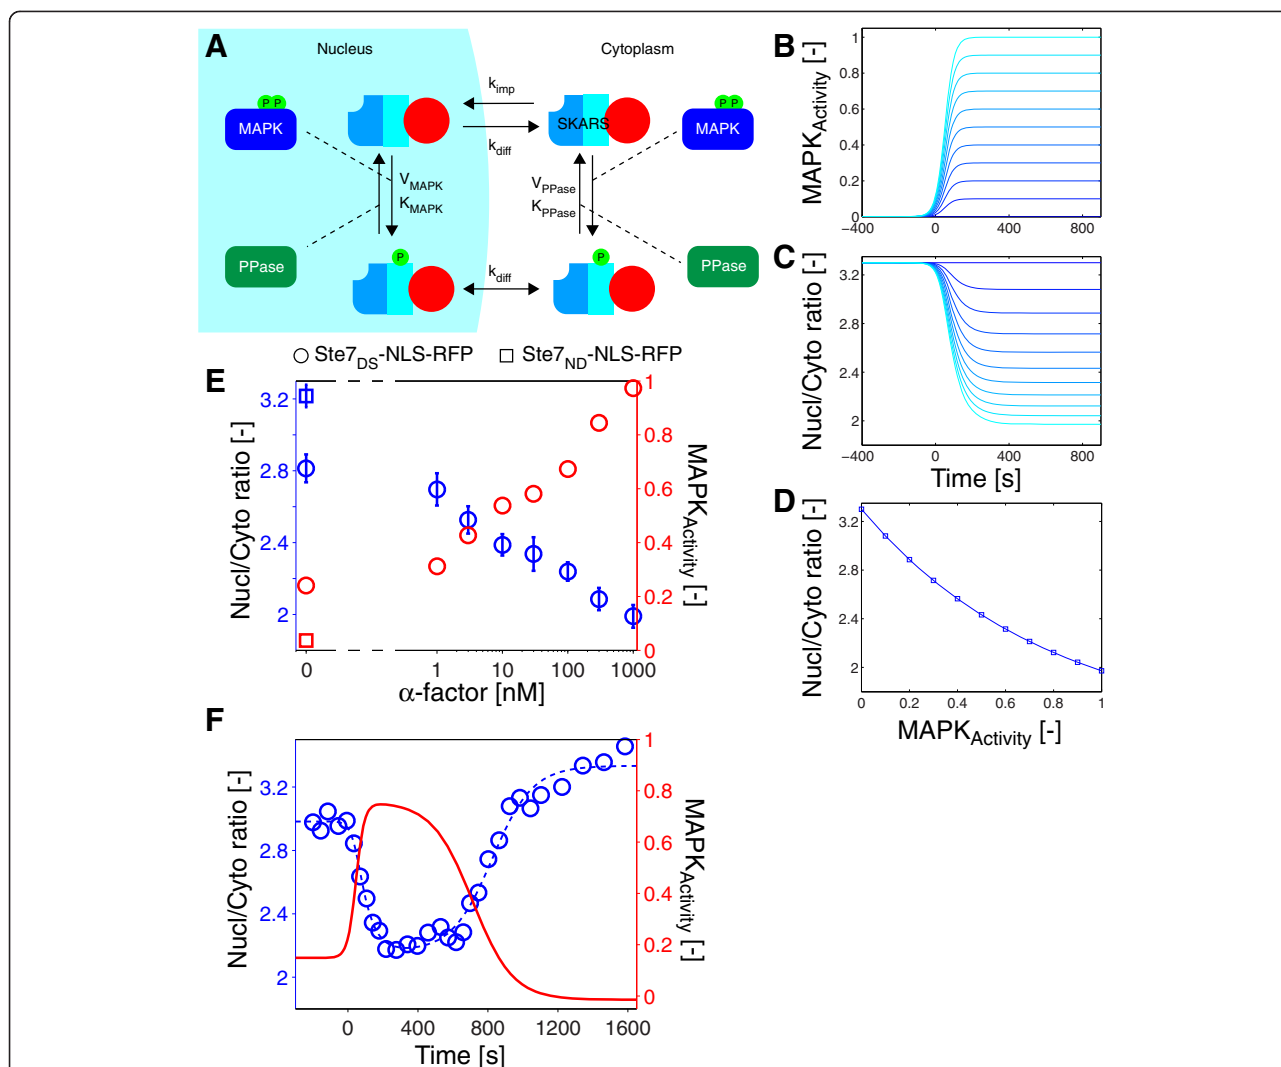 A
Nucleus
Cytoplasm
P P
MAPK
k_imp
SKARS
k_diff
P P
MAPK
V_MAPK
K_MAPK
V_PPase
K_PPase
PPase
P
k_diff
P
PPase
B
MAPK_Activity [-]
1
0.8
0.6
0.4
0.2
0
−400 0 400 800
C
Nucl/Cyto ratio [-]
3.2
2.8
2.4
2
−400 0 400 800
Time [s]
D
Nucl/Cyto ratio [-]
3.2
2.8
2.4
2
0 0.2 0.4 0.6 0.8 1
MAPK_Activity [-]
Ste7_DS-NLS-RFP Ste7_ND-NLS-RFP
E
Nucl/Cyto ratio [-]
3.2
2.8
2.4
2
1
0.8
0.6
0.4
0.2
0
MAPK_Activity [-]
0 1 10 100 1000
α-factor [nM]
F
Nucl/Cyto ratio [-]
3.2
2.8
2.4
2
1
0.8
0.6
0.4
0.2
0
MAPK_Activity [-]
0 400 800 1200 1600
Time [s]